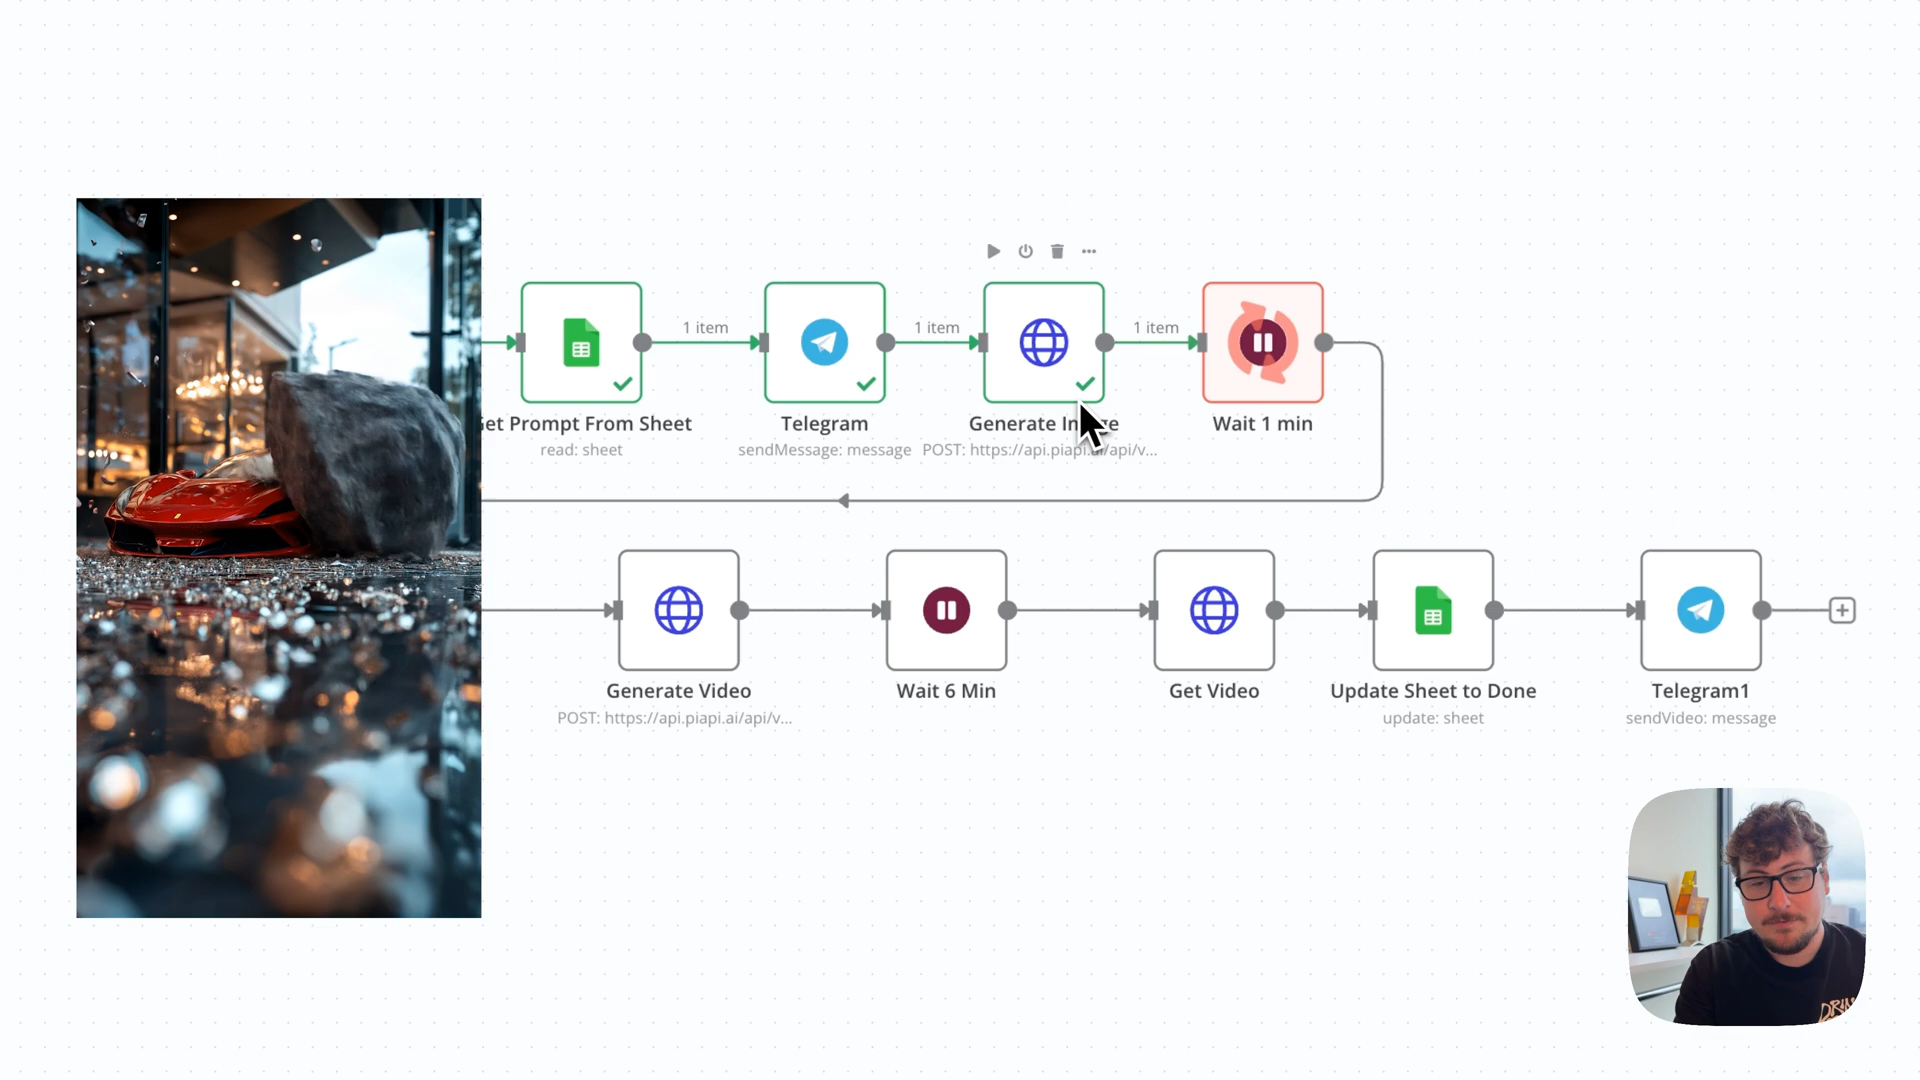 1 item
1 item
1 item
Get Prompt From Sheet
Telegram
Wait 1 min
read: sheet
sendMessage: message
POST: https://api.piapi.ai/api/v...
Generate Video
Wait 6 Min
Get Video
Update Sheet to Done
Telegram1
POST: https://api.piapi.ai/api/v...
update: sheet
sendVideo: message